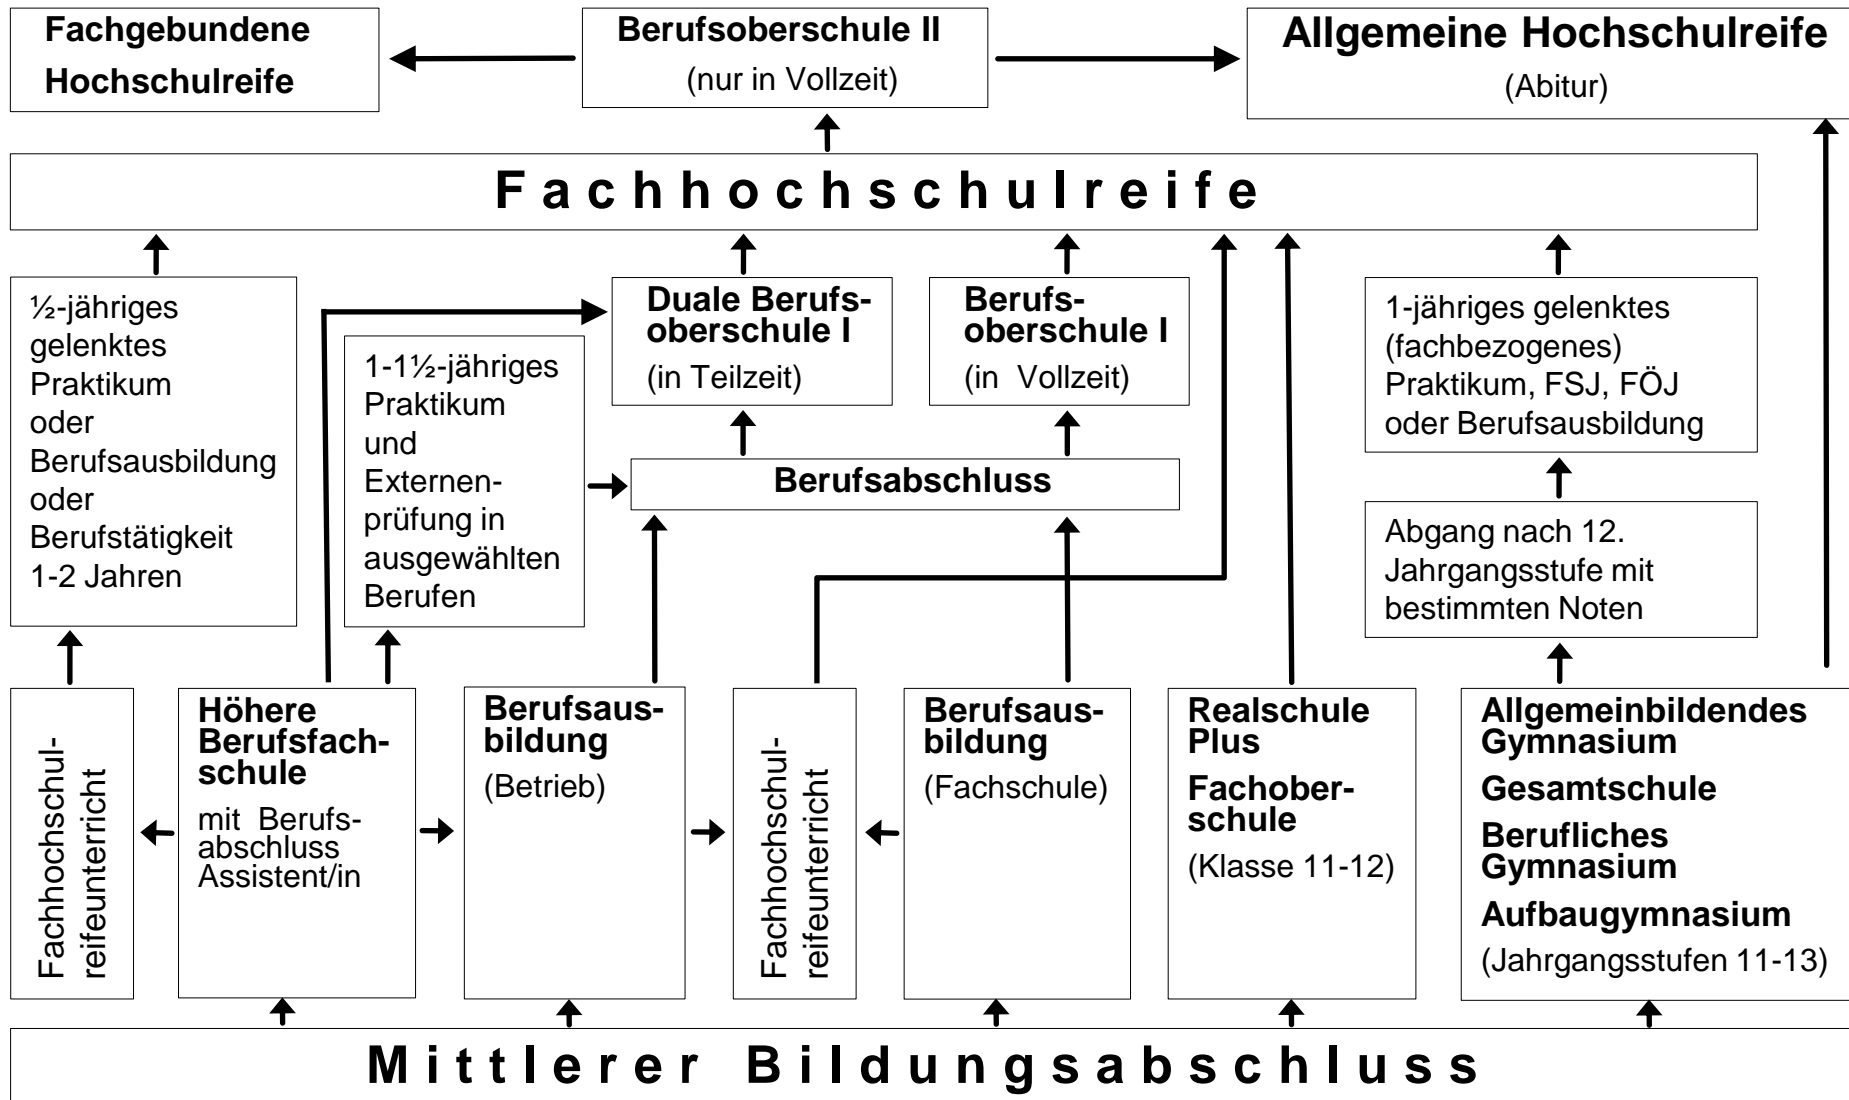 Fachgebundene
Hochschulreife
Berufsoberschule II
(nur in Vollzeit)
Allgemeine Hochschulreife
(Abitur)
Fachhochschulreife
½-jähriges
gelenktes
Praktikum
oder
Berufsausbildung
oder
Berufstätigkeit
1-2 Jahren
1-1½-jähriges
Praktikum
und
Externen-
prüfung in
ausgewählten
Berufen
Duale Berufs-
oberschule I
(in Teilzeit)
Berufs-
oberschule I
(in Vollzeit)
1-jähriges gelenktes
(fachbezogenes)
Praktikum, FSJ, FÖJ
oder Berufsausbildung
Berufsabschluss
Abgang nach 12.
Jahrgangsstufe mit
bestimmten Noten
Fachhochschul-
reifeunterricht
Höhere
Berufsfach-
schule
mit Berufs-
abschluss
Assistent/in
Berufsaus-
bildung
(Betrieb)
Fachhochschul-
reifeunterricht
Berufsaus-
bildung
(Fachschule)
Realschule
Plus
Fachober-
schule
(Klasse 11-12)
Allgemeinbildendes
Gymnasium
Gesamtschule
Berufliches
Gymnasium
Aufbaugymnasium
(Jahrgangsstufen 11-13)
Mittlerer Bildungsabschluss